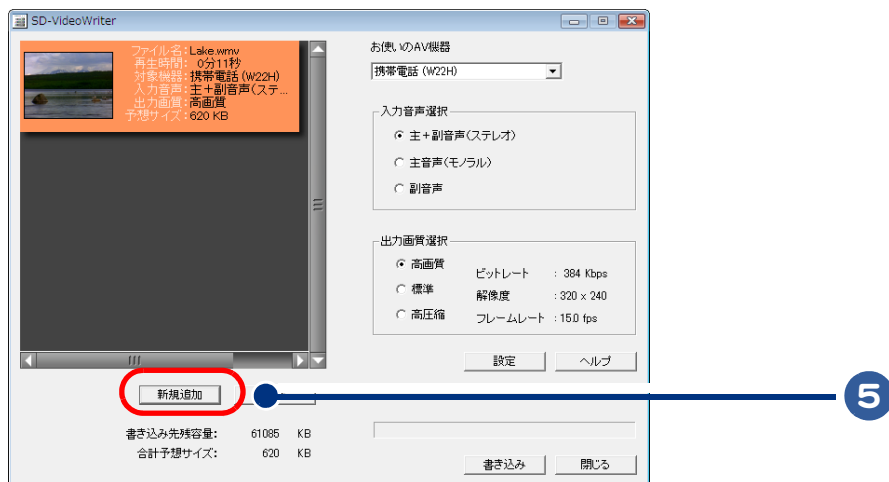 SD-VideoWriter
ファイル名:Lake.wmv
再生時間: 0分11秒
対象機器:携帯電話 (W22H)
入力音声:主+副音声(ステ...
出力画質:高画質
予想サイズ:620 KB
お使いのAV機器
携帯電話 (W22H)
入力音声選択
主+副音声(ステレオ)
主音声(モノラル)
副音声
出力画質選択
高画質
標準
高圧縮
ビットレート : 384 Kbps
解像度 : 320 x 240
フレームレート : 15.0 fps
設定 ヘルプ
新規追加
5
書き込み先残容量: 61085 KB
合計予想サイズ: 620 KB
書き込み 閉じる